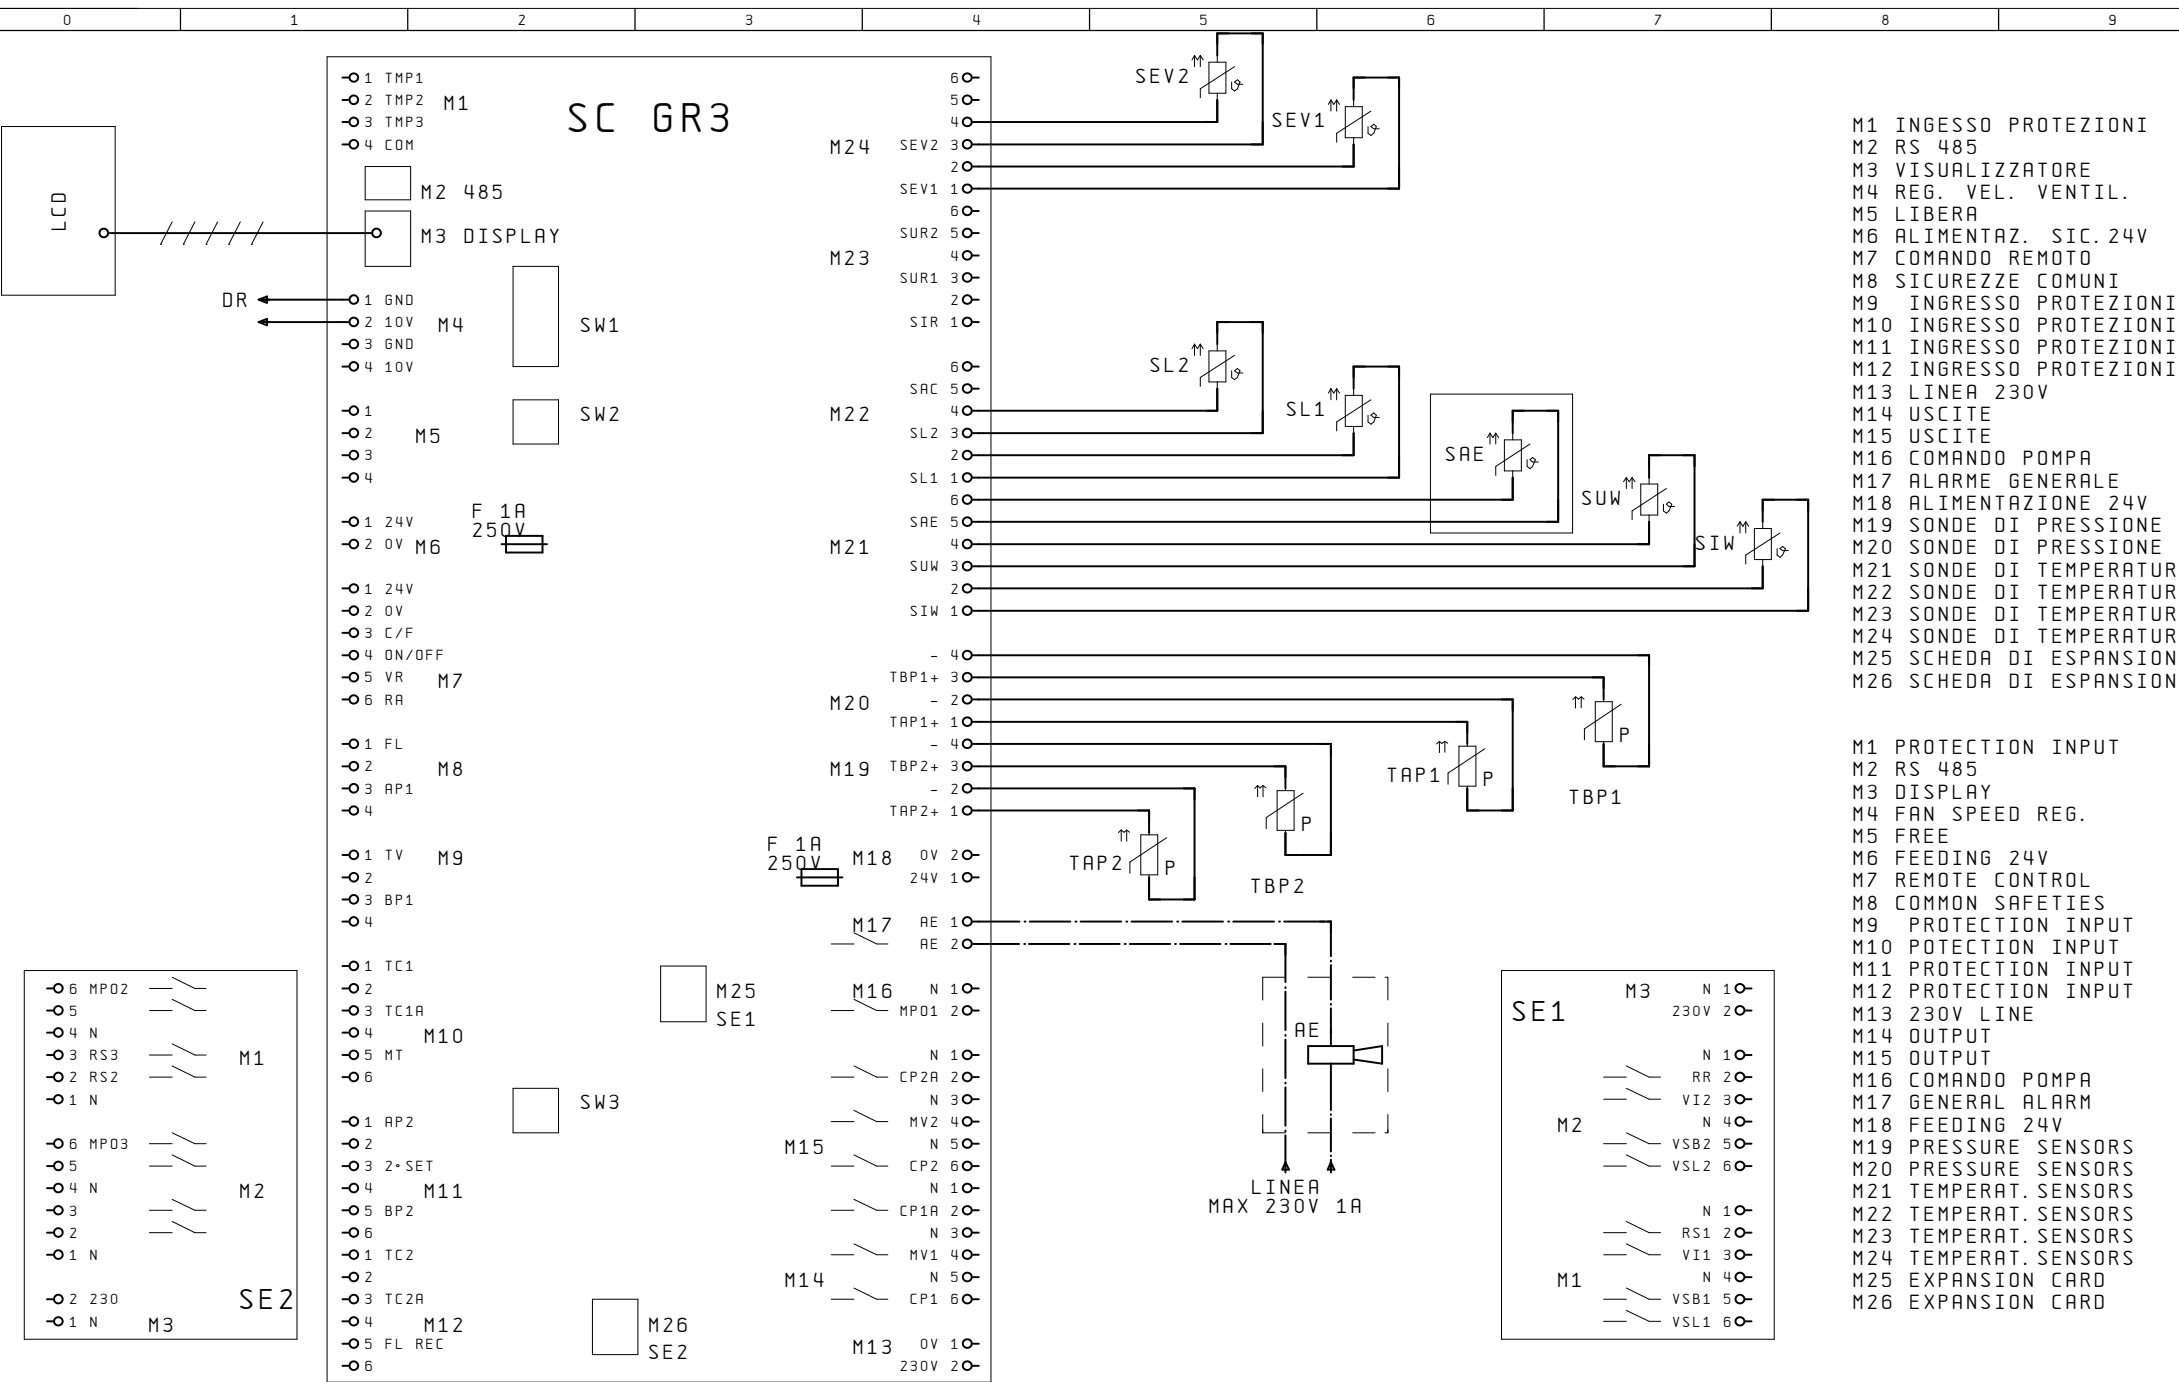 0 1 2 3 4 5 6 7 8 9
LCD
DR
SC GR3
1 TMP1
2 TMP2
3 TMP3
4 COM
M1
M2 485
M3 DISPLAY
1 GND
2 10V
3 GND
4 10V
M4
SW1
1
2
3
4
M5
SW2
1 24V
2 0V
M6
F 1A
250V
1 24V
2 0V
3 C/F
4 ON/OFF
5 VR
6 RA
M7
1 FL
2
3 AP1
4
M8
1 TV
2
3 BP1
4
M9
1 TC1
2
3 TC1A
4
5 MT
6
M10
SW3
1 AP2
2
3 2°SET
4
5 BP2
6
M11
1 TC2
2
3 TC2A
4
5 FL REC
6
M12
M25
SE1
M26
SE2
M24
6
5
4
SEV2 3
2
SEV1 1
M23
6
SUR2 5
4
SUR1 3
2
SIR 1
M22
6
SAC 5
4
SL2 3
2
SL1 1
M21
6
SAE 5
4
SUW 3
2
SIW 1
M20
- 4
TBP1+ 3
- 2
TAP1+ 1
M19
- 4
TBP2+ 3
- 2
TAP2+ 1
F 1A
250V
M18
0V 2
24V 1
M17
AE 1
AE 2
M16
N 1
MPO1 2
M15
N 1
CP2A 2
N 3
MV2 4
N 5
CP2 6
M14
N 1
CP1A 2
N 3
MV1 4
N 5
CP1 6
M13
0V 1
230V 2
SEV2
SEV1
SL2
SL1
SAE
SUW
SIW
TBP1
P
TAP1
P
TBP2
P
TAP2
P
AE
LINEA
MAX 230V 1A
6 MPO2
5
4 N
3 RS3
2 RS2
1 N
M1
6 MPO3
5
4 N
3
2
1 N
M2
2 230
1 N
M3
SE2
SE1
M3
N 1
230V 2
M2
N 1
RR 2
VI2 3
N 4
VSB2 5
VSL2 6
M1
N 1
RS1 2
VI1 3
N 4
VSB1 5
VSL1 6
M1 INGESSO PROTEZIONI
M2 RS 485
M3 VISUALIZZATORE
M4 REG. VEL. VENTIL.
M5 LIBERA
M6 ALIMENTAZ. SIC.24V
M7 COMANDO REMOTO
M8 SICUREZZE COMUNI
M9 INGRESSO PROTEZIONI
M10 INGRESSO PROTEZIONI
M11 INGRESSO PROTEZIONI
M12 INGRESSO PROTEZIONI
M13 LINEA 230V
M14 USCITE
M15 USCITE
M16 COMANDO POMPA
M17 ALARME GENERALE
M18 ALIMENTAZIONE 24V
M19 SONDE DI PRESSIONE
M20 SONDE DI PRESSIONE
M21 SONDE DI TEMPERATUR
M22 SONDE DI TEMPERATUR
M23 SONDE DI TEMPERATUR
M24 SONDE DI TEMPERATUR
M25 SCHEDA DI ESPANSION
M26 SCHEDA DI ESPANSION
M1 PROTECTION INPUT
M2 RS 485
M3 DISPLAY
M4 FAN SPEED REG.
M5 FREE
M6 FEEDING 24V
M7 REMOTE CONTROL
M8 COMMON SAFETIES
M9 PROTECTION INPUT
M10 POTECTION INPUT
M11 PROTECTION INPUT
M12 PROTECTION INPUT
M13 230V LINE
M14 OUTPUT
M15 OUTPUT
M16 COMANDO POMPA
M17 GENERAL ALARM
M18 FEEDING 24V
M19 PRESSURE SENSORS
M20 PRESSURE SENSORS
M21 TEMPERAT.SENSORS
M22 TEMPERAT.SENSORS
M23 TEMPERAT.SENSORS
M24 TEMPERAT.SENSORS
M25 EXPANSION CARD
M26 EXPANSION CARD